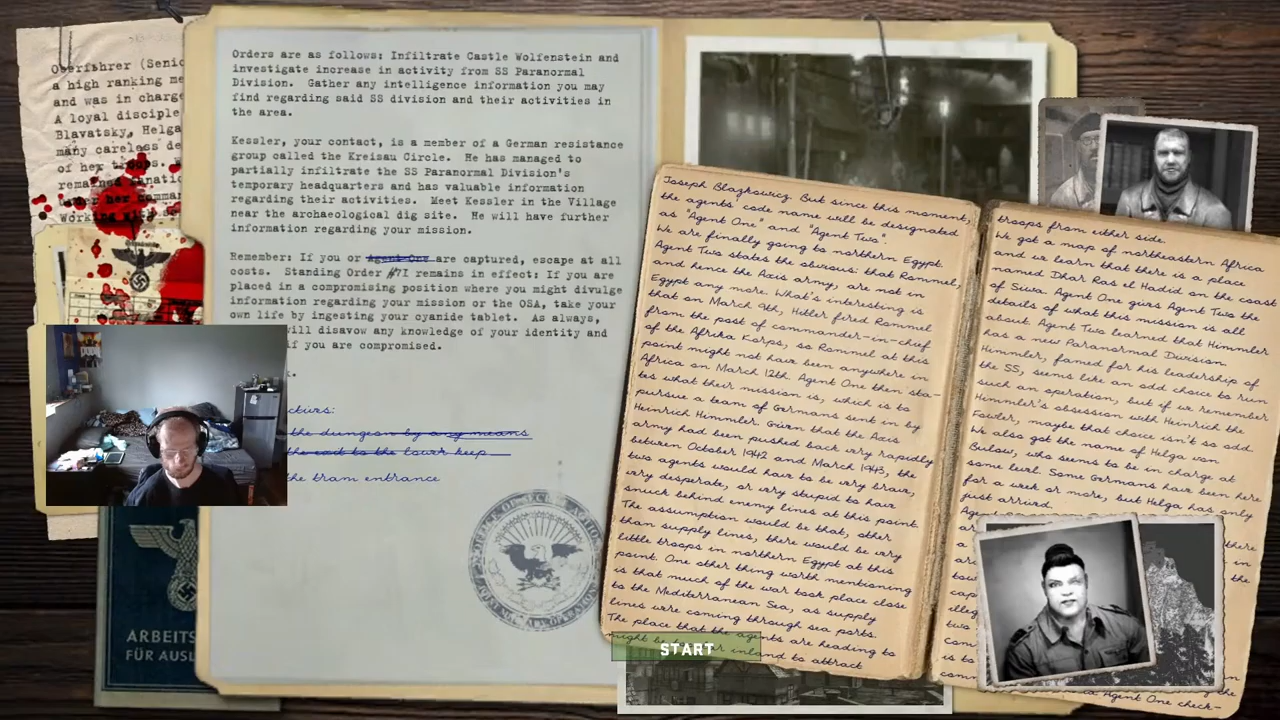 Oberführer (Senio
a high ranking me
and was in charge
A loyal disciple
Blavatsky, Helga
many careless de
of her troops.
remained fanatic
her comman
Working
ARBEITS
FÜR AUSL
Orders are as follows: Infiltrate Castle Wolfenstein and
investigate increase in activity from SS Paranormal
Division. Gather any intelligence information you may
find regarding said SS division and their activities in
the area.
Kessler, your contact, is a member of a German resistance
group called the Kreisau Circle. He has managed to
partially infiltrate the SS Paranormal Division's
temporary headquarters and has valuable information
regarding their activities. Meet Kessler in the Village
near the archaeological dig site. He will have further
information regarding your mission.
Remember: If you or Agent One are captured, escape at all
costs. Standing Order #71 remains in effect: If you are
placed in a compromising position where you might divulge
information regarding your mission or the OSA, take your
own life by ingesting your cyanide tablet. As always,
will disavow any knowledge of your identity and
if you are compromised.
ctivrs:
the dungeon by any means
the exit to the lower keep
the tram entrance
Joseph Blazkowicz. But since this moment,
the agents' code name will be designated
as "Agent One" and "Agent Two".
We are finally going to northern Egypt.
Agent Two states the obvious: that Rommel,
and hence the Axis army, are not in
Egypt any more. What's interesting is
that on March 9th, Hitler fired Rommel
from the post of commander-in-chief
of the Afrika Korps, so Rommel at this
point might not have been anywhere in
Africa on March 12th. Agent One then sta-
tes what their mission is, which is to
pursue a team of Germans sent in by
Heinrich Himmler. Given that the Axis
army had been pushed back very rapidly
between October 1942 and March 1943, the
two agents would have to be very brave,
very desperate, or very stupid to have
snuck behind enemy lines at this point.
The assumption would be that, other
than supply lines, there would be very
little troops in northern Egypt at this
point. One other thing worth mentioning
is that much of the war took place close
to the Mediterranean Sea, as supply
lines were coming through sea ports.
The place that the agents are heading to
might be inland to attract
troops from either side.
We got a map of northeastern Africa
and we learn that there is a place
named Dhar Ras el Hadid on the coast
of Siwa. Agent One gives Agent Two the
details of what this mission is all
about. Agent Two learned that Himmler
has a new Paranormal Division.
Himmler, famed for his leadership of
the SS, seems like an odd choice to run
such an operation, but if we remember
Himmler's obsession with Heinrich the
Fowler, maybe that choice isn't so odd.
We also got the name of Helga von
Bulow, who seems to be in charge at
some level. Some Germans have been here
for a week or more, but Helga has only
just arrived.
there
in
the
Agent One check-
START